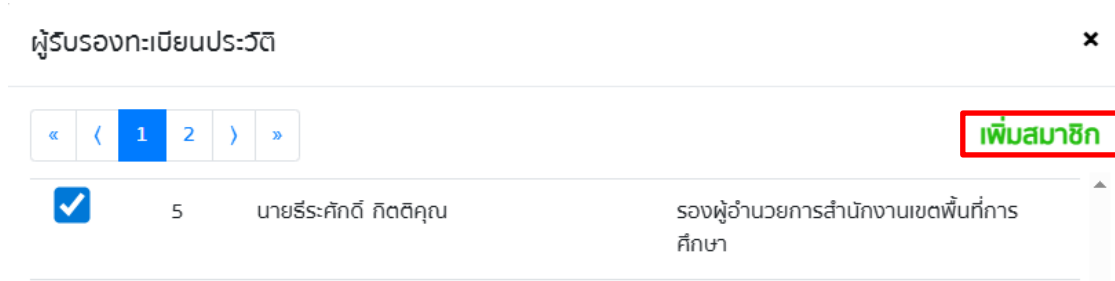 ผู้รับรองทะเบียนประวัติ ×
« ⟨ 1 2 ⟩ » เพิ่มสมาชิก
5 นายธีระศักดิ์ กิตติคุณ รองผู้อำนวยการสำนักงานเขตพื้นที่การ
ศึกษา